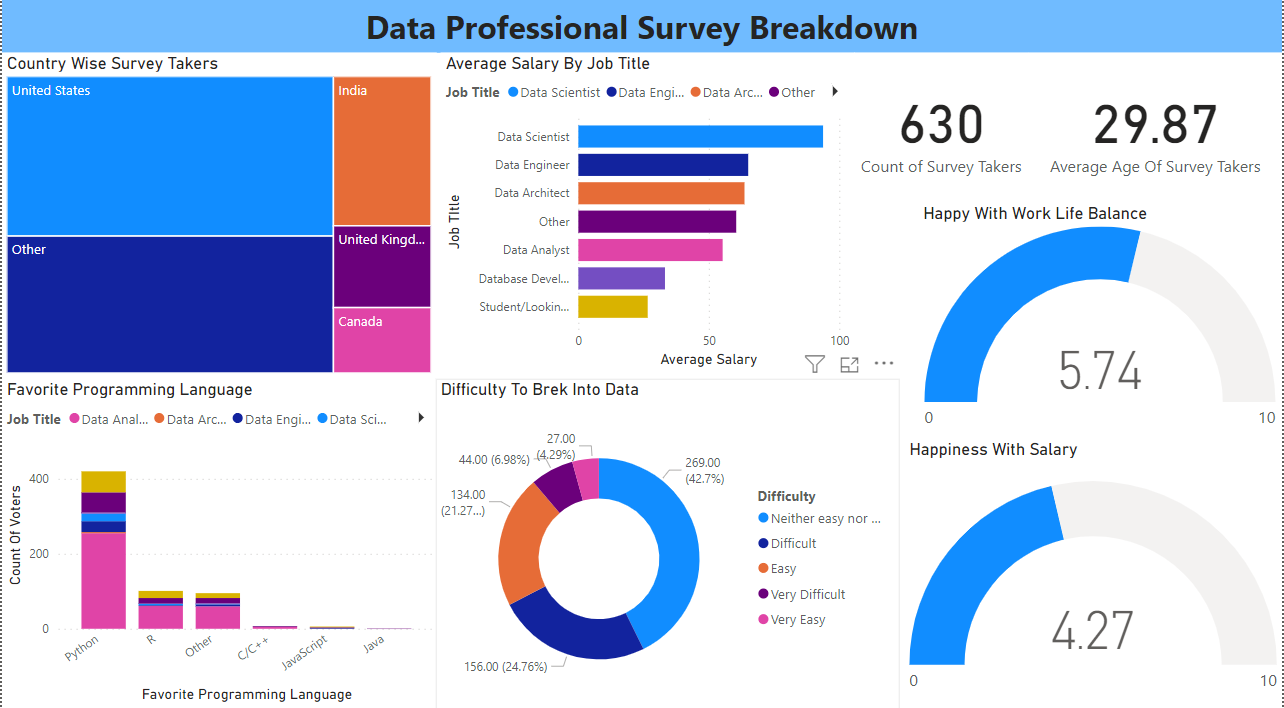 Data Professional Survey Breakdown
Country Wise Survey Takers
United States
India
Other
United Kingd...
Canada
Average Salary By Job Title
Job Title Data Scientist Data Engi... Data Arc... Other
Job Title
Data Scientist
Data Engineer
Data Architect
Other
Data Analyst
Database Devel...
Student/Lookin...
0 50 100
Average Salary
630
Count of Survey Takers
29.87
Average Age Of Survey Takers
Happy With Work Life Balance
5.74
0 10
Favorite Programming Language
Job Title Data Anal... Data Arc... Data Engi... Data Sci...
Count Of Voters
400
200
0
Python R Other C/C++ JavaScript Java
Favorite Programming Language
Difficulty To Brek Into Data
27.00
(4.29%)
44.00 (6.98%)
134.00
(21.27...)
269.00
(42.7%)
156.00 (24.76%)
Difficulty
Neither easy nor ...
Difficult
Easy
Very Difficult
Very Easy
Happiness With Salary
4.27
0 10